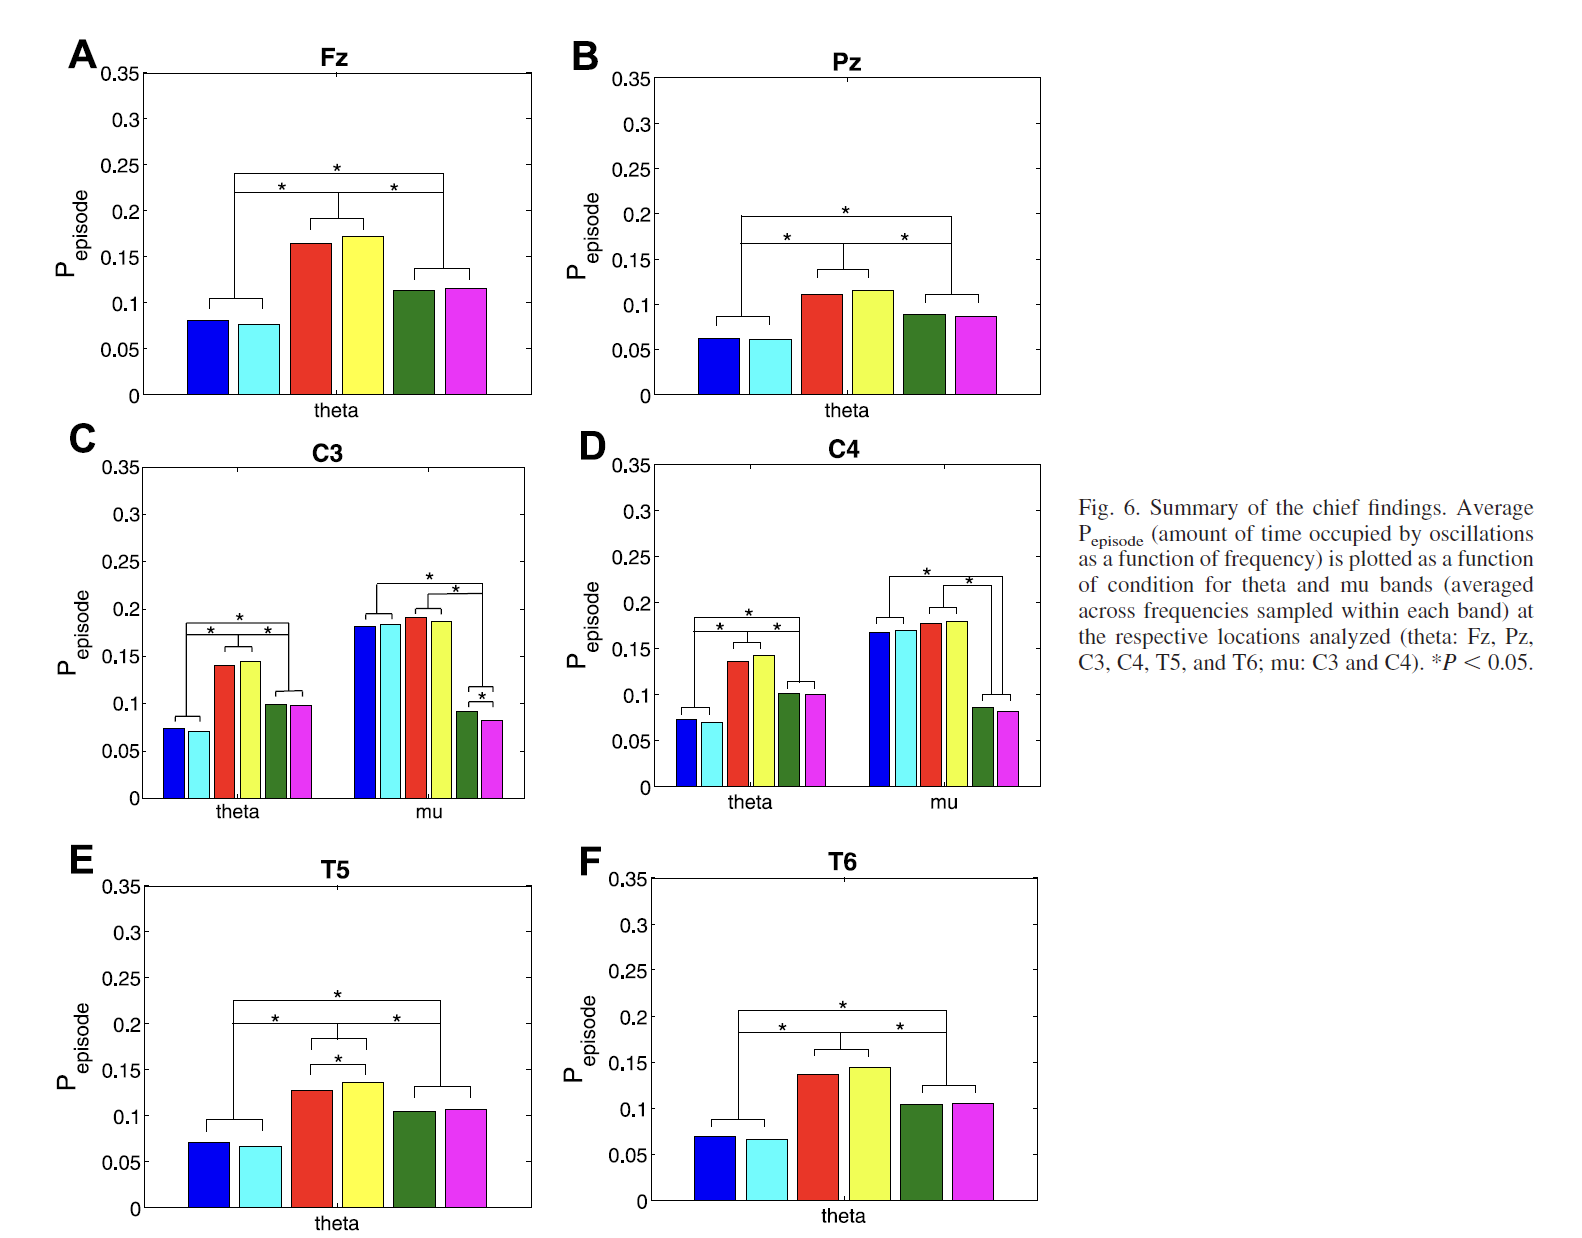 A
Fz
0.35
0.3
0.25
0.2
0.15
0.1
0.05
0
P episode
*
*
*
theta
B
Pz
0.35
0.3
0.25
0.2
0.15
0.1
0.05
0
P episode
*
*
*
theta
C
C3
0.35
0.3
0.25
0.2
0.15
0.1
0.05
0
P episode
*
*
*
*
*
*
theta
mu
D
C4
0.35
0.3
0.25
0.2
0.15
0.1
0.05
0
P episode
*
*
*
*
*
theta
mu
Fig. 6. Summary of the chief findings. Average
Pepisode (amount of time occupied by oscillations
as a function of frequency) is plotted as a function
of condition for theta and mu bands (averaged
across frequencies sampled within each band) at
the respective locations analyzed (theta: Fz, Pz,
C3, C4, T5, and T6; mu: C3 and C4). *P < 0.05.
E
T5
0.35
0.3
0.25
0.2
0.15
0.1
0.05
0
P episode
*
*
*
*
theta
F
T6
0.35
0.3
0.25
0.2
0.15
0.1
0.05
0
P episode
*
*
*
theta